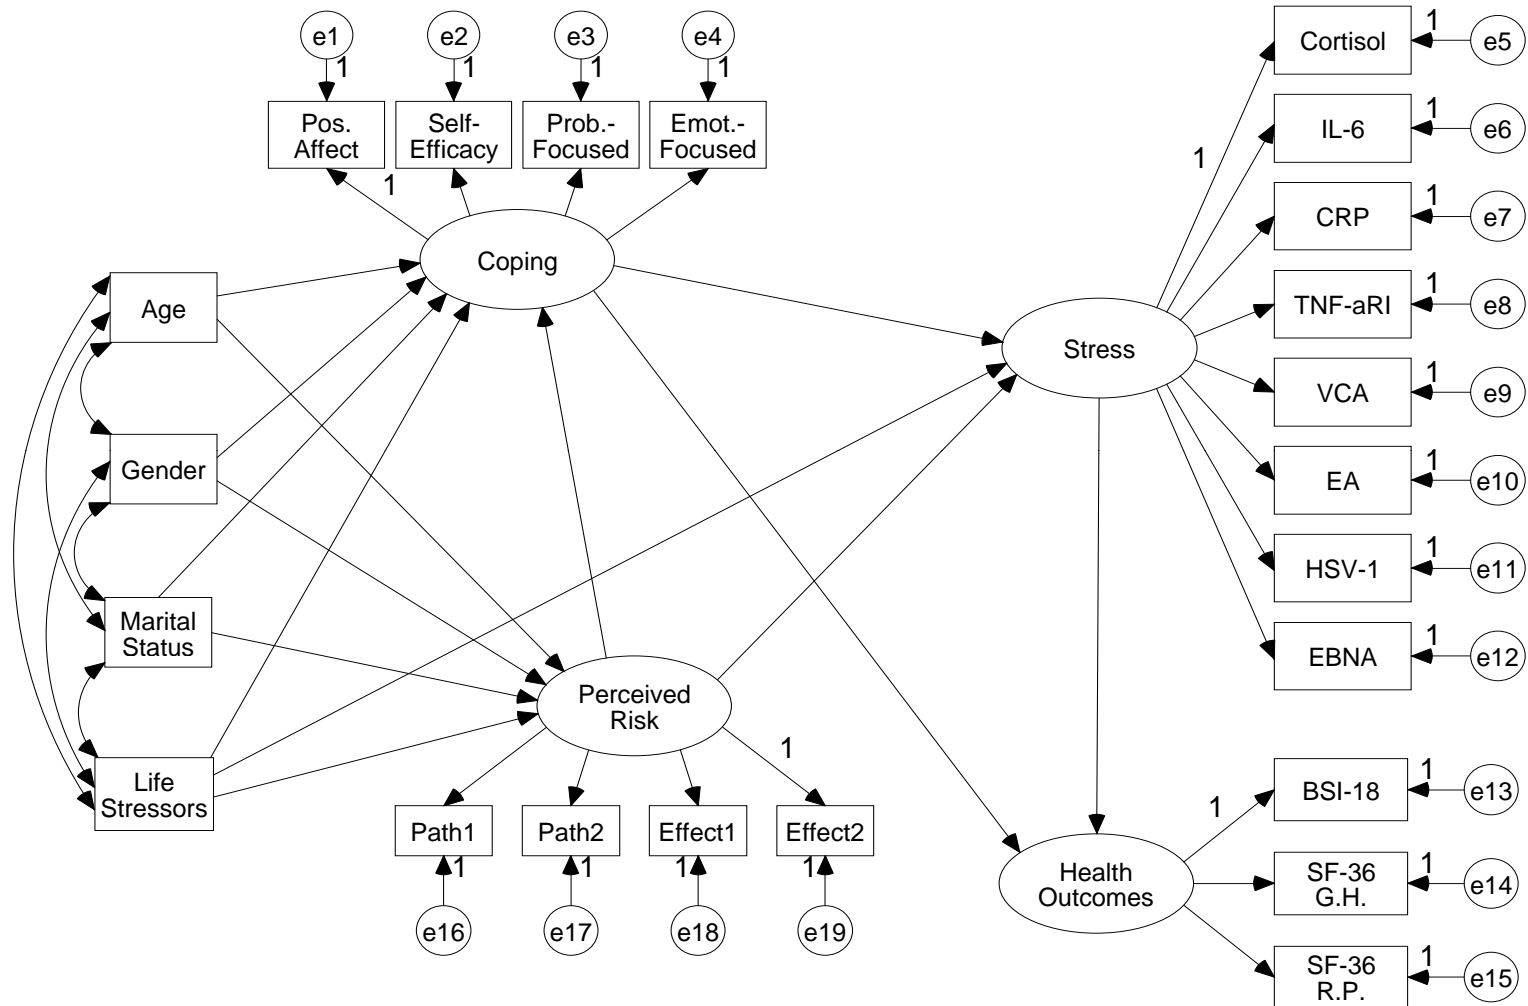 e1
e2
e3
e4
1
1
1
1
Pos.
Affect
Self-
Efficacy
Prob.-
Focused
Emot.-
Focused
1
Coping
Age
Gender
Marital
Status
Life
Stressors
Perceived
Risk
1
Path1
Path2
Effect1
Effect2
1
1
1
1
e16
e17
e18
e19
Stress
1
Cortisol
1
e5
IL-6
1
e6
CRP
1
e7
TNF-aRI
1
e8
VCA
1
e9
EA
1
e10
HSV-1
1
e11
EBNA
1
e12
Health
Outcomes
1
BSI-18
1
e13
SF-36
G.H.
1
e14
SF-36
R.P.
1
e15